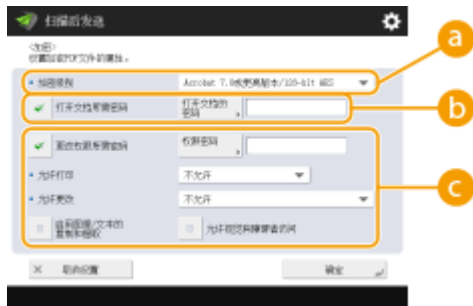 扫描后发送
<加密>
设置加密PDF文件的属性。
a
加密级别
Acrobat 7.0或更高版本/128-bit AES
b
打开文档所需密码
打开文档的
密码
更改权限所需密码
权限密码
c
允许打印
不允许
允许更改
不允许
启用图像/文本的
复制和提取
允许视觉有障碍者访问
取消设置
确定